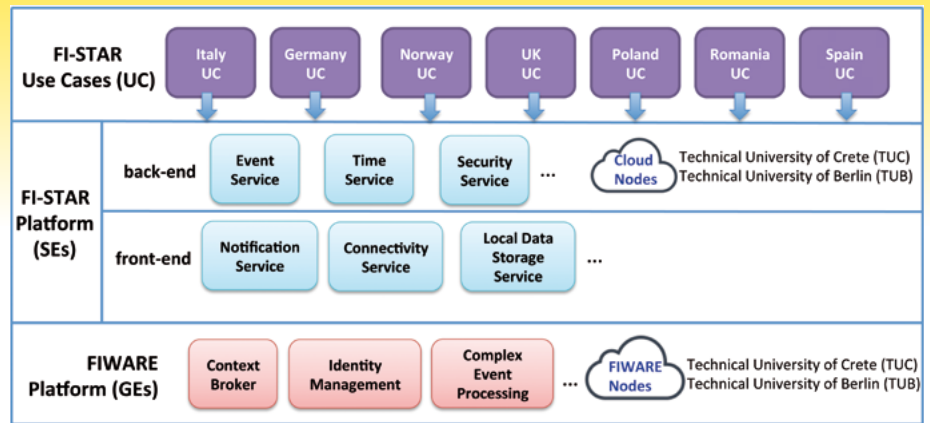 FI-STAR
Use Cases (UC)
Italy
UC
Germany
UC
Norway
UC
UK
UC
Poland
UC
Romania
UC
Spain
UC
FI-STAR
Platform
(SEs)
back-end
Event
Service
Time
Service
Security
Service
...
Cloud
Nodes
Technical University of Crete (TUC)
Technical University of Berlin (TUB)
front-end
Notification
Service
Connectivity
Service
Local Data
Storage
Service
...
FIWARE
Platform (GEs)
Context
Broker
Identity
Management
Complex
Event
Processing
...
FIWARE
Nodes
Technical University of Crete (TUC)
Technical University of Berlin (TUB)